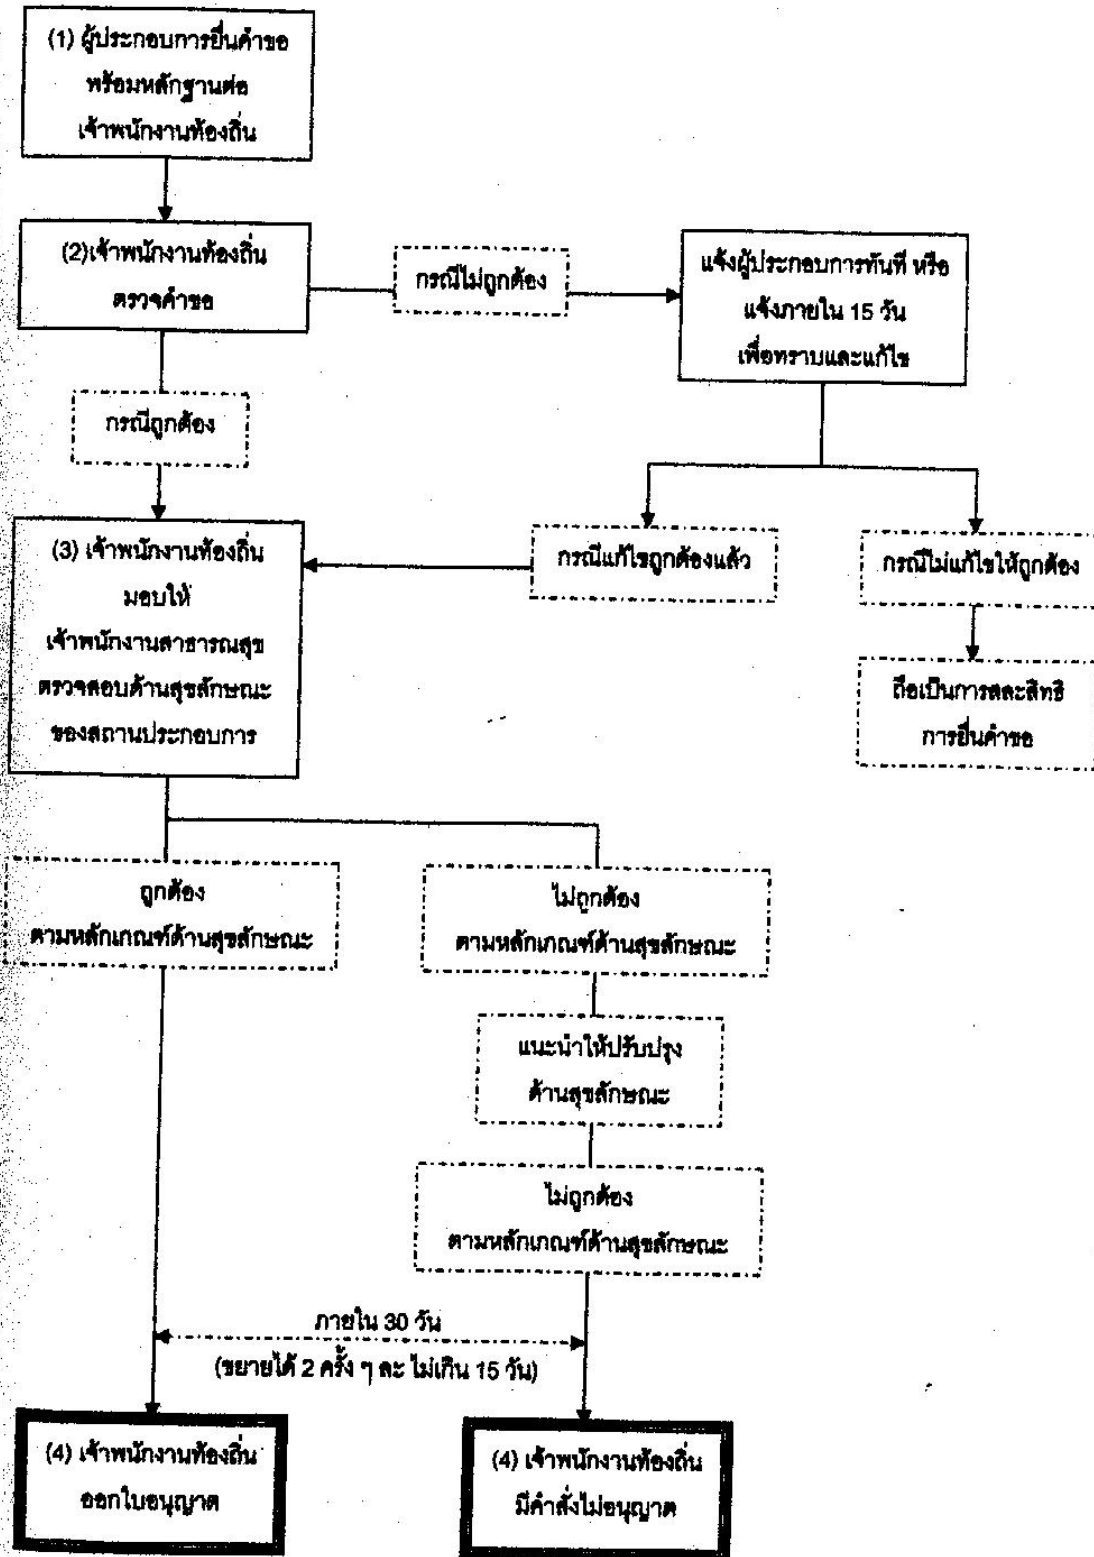 (1) ผู้ประกอบการยื่นคำขอ
พร้อมหลักฐานต่อ
เจ้าพนักงานท้องถิ่น
(2)เจ้าพนักงานท้องถิ่น
ตรวจคำขอ
กรณีไม่ถูกต้อง
แจ้งผู้ประกอบการทันที หรือ
แจ้งภายใน 15 วัน
เพื่อทราบและแก้ไข
กรณีถูกต้อง
(3) เจ้าพนักงานท้องถิ่น
มอบให้
เจ้าพนักงานสาธารณสุข
ตรวจสอบด้านสุขลักษณะ
ของสถานประกอบการ
กรณีแก้ไขถูกต้องแล้ว
กรณีไม่แก้ไขให้ถูกต้อง
ถือเป็นการสละสิทธิ
การยื่นคำขอ
ถูกต้อง
ตามหลักเกณฑ์ด้านสุขลักษณะ
ไม่ถูกต้อง
ตามหลักเกณฑ์ด้านสุขลักษณะ
แนะนำให้ปรับปรุง
ด้านสุขลักษณะ
ไม่ถูกต้อง
ตามหลักเกณฑ์ด้านสุขลักษณะ
ภายใน 30 วัน
(ขยายได้ 2 ครั้ง ๆ ละ ไม่เกิน 15 วัน)
(4) เจ้าพนักงานท้องถิ่น
ออกใบอนุญาต
(4) เจ้าพนักงานท้องถิ่น
มีคำสั่งไม่อนุญาต